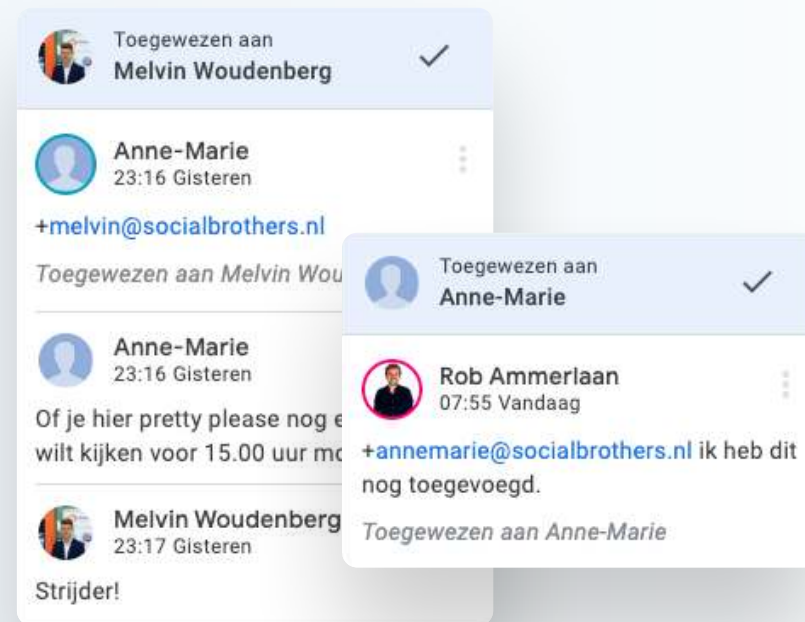 Toegewezen aan
Melvin Woudenberg
Anne-Marie
23:16 Gisteren
+melvin@socialbrothers.nl
Toegewezen aan Melvin
Anne-Marie
23:16 Gisteren
Of je hier pretty please nog
wilt kijken voor 15.00 uur
Melvin Woudenberg
23:17 Gisteren
Strijder!
Toegewezen aan
Anne-Marie
Rob Ammerlaan
07:55 Vandaag
+annemarie@socialbrothers.nl ik heb dit
nog toegevoegd.
Toegewezen aan Anne-Marie